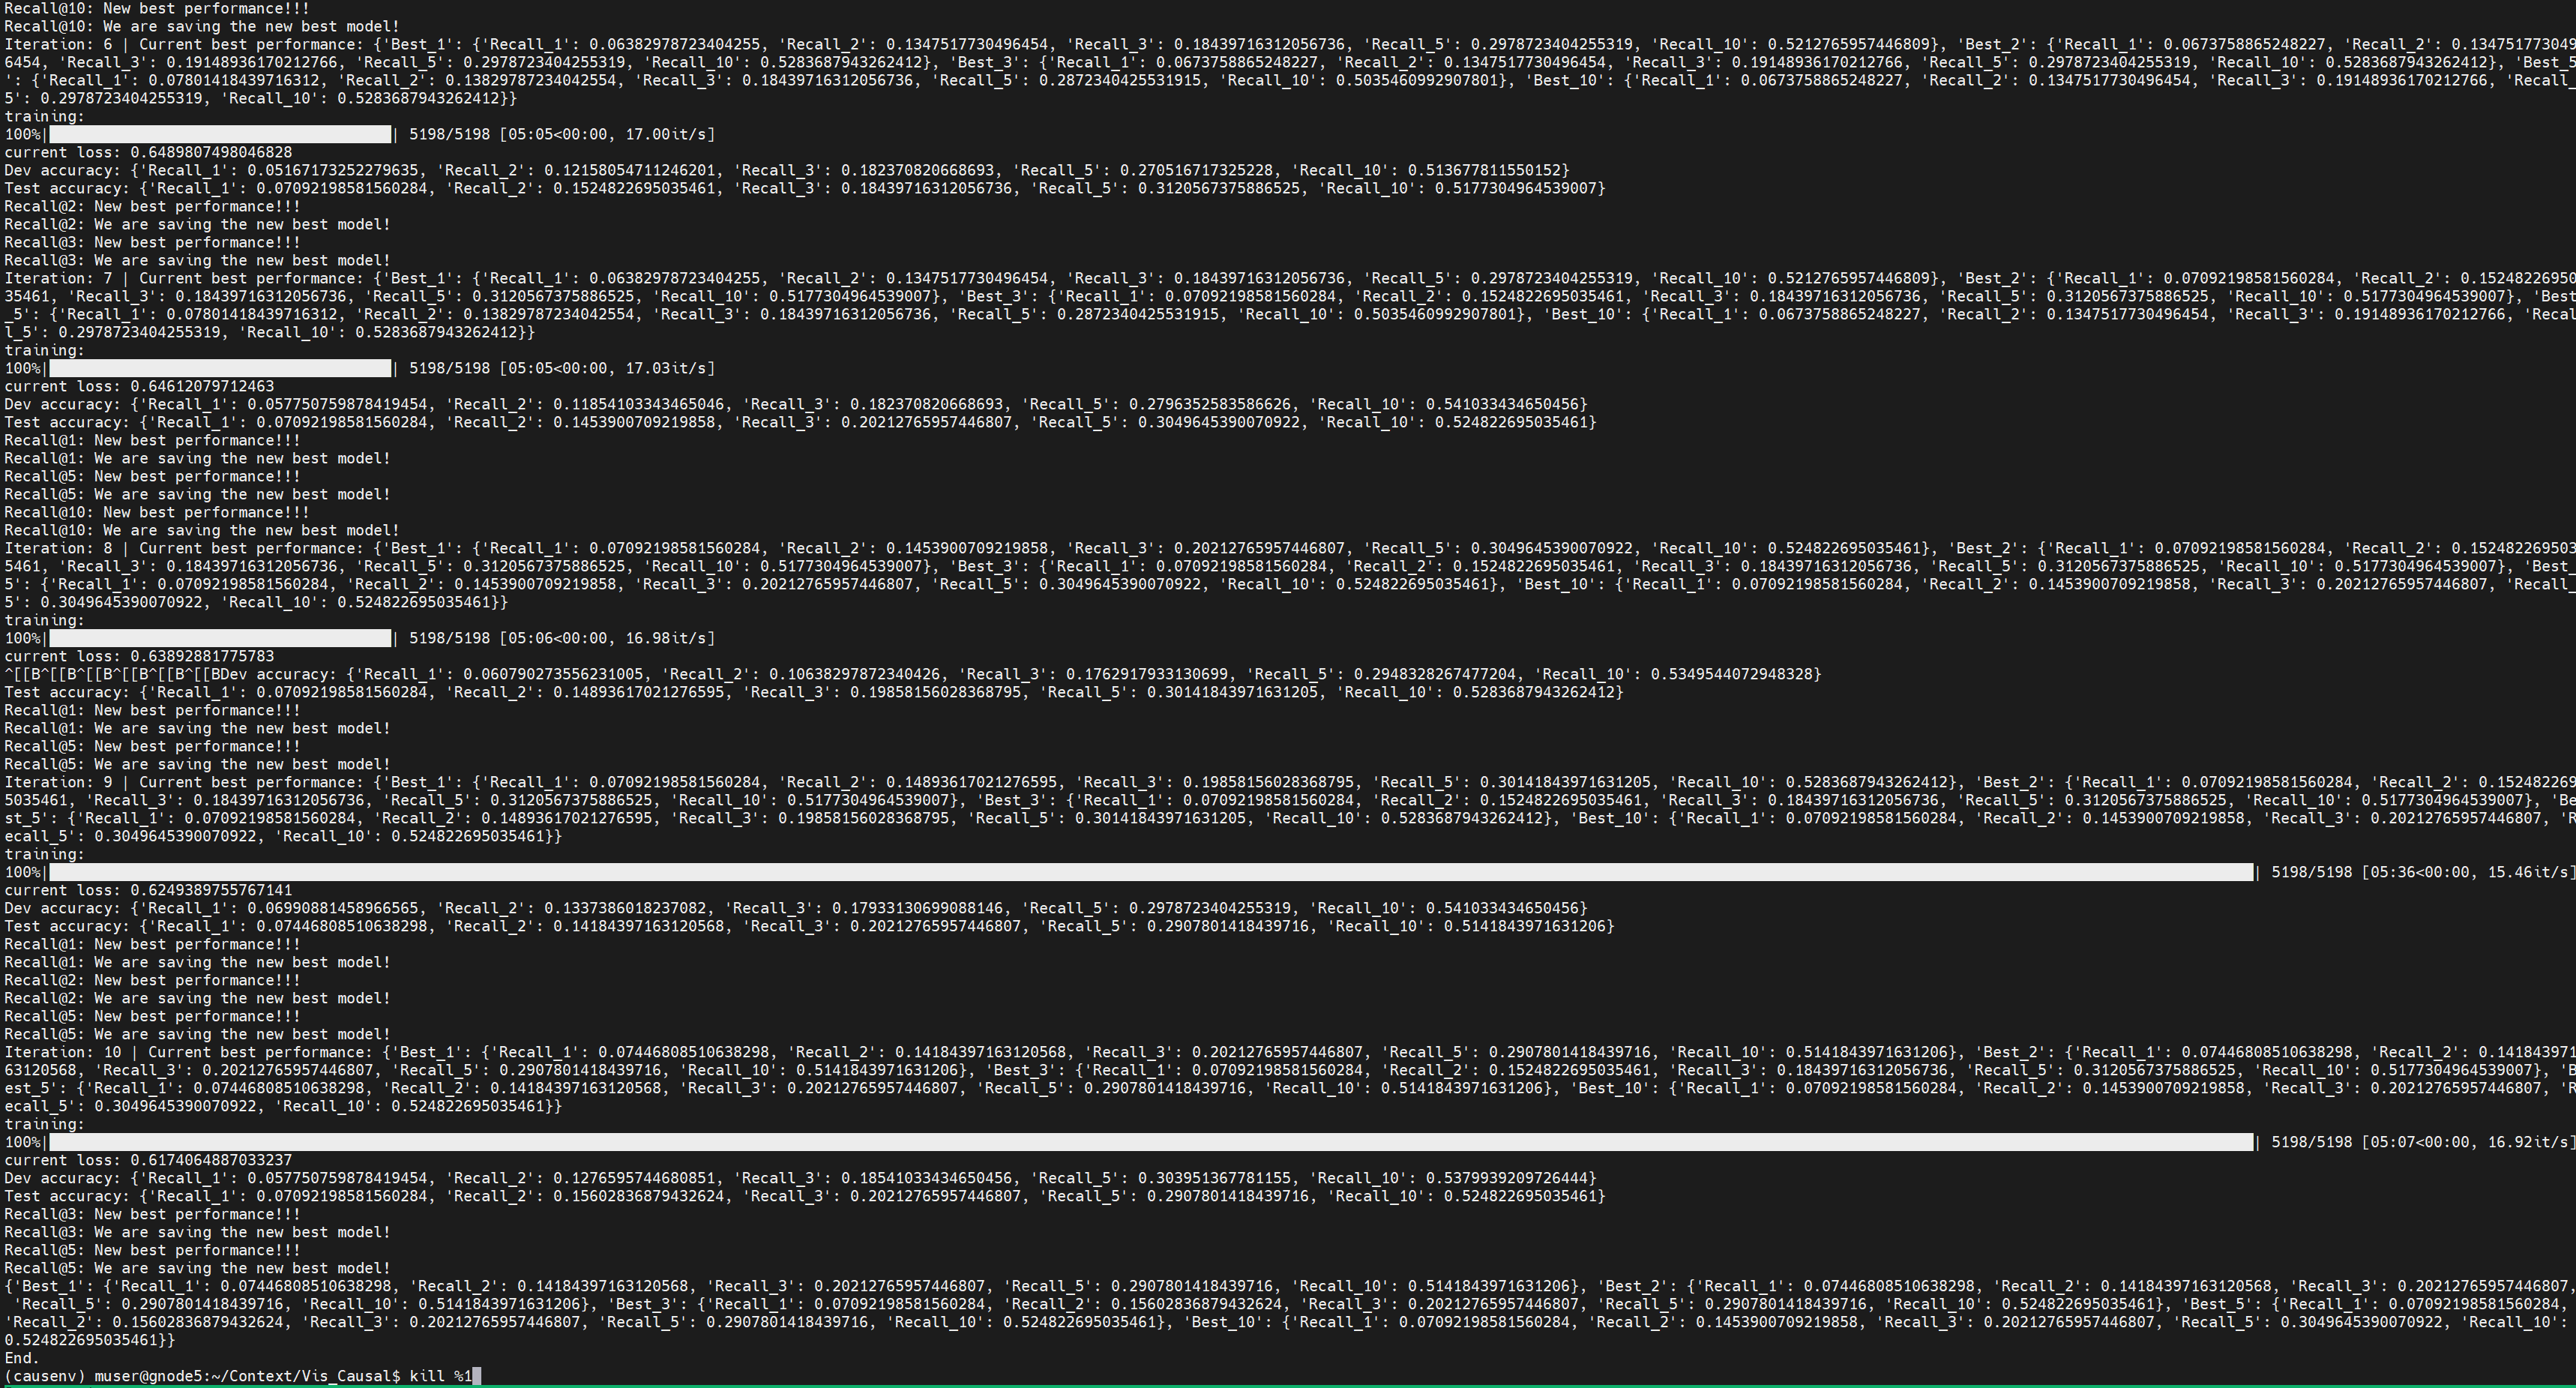 Recall@10: New best performance!!!
Recall@10: We are saving the new best model!
Iteration: 6 | Current best performance: {'Best_1': {'Recall_1': 0.06382978723404255, 'Recall_2': 0.1347517730496454, 'Recall_3': 0.18439716312056736, 'Recall_5': 0.2978723404255319, 'Recall_10': 0.5212765957446809}, 'Best_2': {'Recall_1': 0.0673758865248227, 'Recall_2': 0.134751773049
6454, 'Recall_3': 0.19148936170212766, 'Recall_5': 0.2978723404255319, 'Recall_10': 0.5283687943262412}, 'Best_3': {'Recall_1': 0.0673758865248227, 'Recall_2': 0.1347517730496454, 'Recall_3': 0.19148936170212766, 'Recall_5': 0.2978723404255319, 'Recall_10': 0.5283687943262412}, 'Best_5
': {'Recall_1': 0.07801418439716312, 'Recall_2': 0.13829787234042554, 'Recall_3': 0.18439716312056736, 'Recall_5': 0.2872340425531915, 'Recall_10': 0.5035460992907801}, 'Best_10': {'Recall_1': 0.0673758865248227, 'Recall_2': 0.1347517730496454, 'Recall_3': 0.19148936170212766, 'Recall_
5': 0.2978723404255319, 'Recall_10': 0.5283687943262412}}
training:
100%| | 5198/5198 [05:05<00:00, 17.00it/s]
current loss: 0.6489807498046828
Dev accuracy: {'Recall_1': 0.05167173252279635, 'Recall_2': 0.12158054711246201, 'Recall_3': 0.182370820668693, 'Recall_5': 0.270516717325228, 'Recall_10': 0.513677811550152}
Test accuracy: {'Recall_1': 0.07092198581560284, 'Recall_2': 0.1524822695035461, 'Recall_3': 0.18439716312056736, 'Recall_5': 0.3120567375886525, 'Recall_10': 0.5177304964539007}
Recall@2: New best performance!!!
Recall@2: We are saving the new best model!
Recall@3: New best performance!!!
Recall@3: We are saving the new best model!
Iteration: 7 | Current best performance: {'Best_1': {'Recall_1': 0.06382978723404255, 'Recall_2': 0.1347517730496454, 'Recall_3': 0.18439716312056736, 'Recall_5': 0.2978723404255319, 'Recall_10': 0.5212765957446809}, 'Best_2': {'Recall_1': 0.07092198581560284, 'Recall_2': 0.15248226950
35461, 'Recall_3': 0.18439716312056736, 'Recall_5': 0.3120567375886525, 'Recall_10': 0.5177304964539007}, 'Best_3': {'Recall_1': 0.07092198581560284, 'Recall_2': 0.1524822695035461, 'Recall_3': 0.18439716312056736, 'Recall_5': 0.3120567375886525, 'Recall_10': 0.5177304964539007}, 'Best
_5': {'Recall_1': 0.07801418439716312, 'Recall_2': 0.13829787234042554, 'Recall_3': 0.18439716312056736, 'Recall_5': 0.2872340425531915, 'Recall_10': 0.5035460992907801}, 'Best_10': {'Recall_1': 0.0673758865248227, 'Recall_2': 0.1347517730496454, 'Recall_3': 0.19148936170212766, 'Recal
l_5': 0.2978723404255319, 'Recall_10': 0.5283687943262412}}
training:
100%| | 5198/5198 [05:05<00:00, 17.03it/s]
current loss: 0.64612079712463
Dev accuracy: {'Recall_1': 0.057750759878419454, 'Recall_2': 0.11854103343465046, 'Recall_3': 0.182370820668693, 'Recall_5': 0.2796352583586626, 'Recall_10': 0.541033434650456}
Test accuracy: {'Recall_1': 0.07092198581560284, 'Recall_2': 0.1453900709219858, 'Recall_3': 0.20212765957446807, 'Recall_5': 0.3049645390070922, 'Recall_10': 0.524822695035461}
Recall@1: New best performance!!!
Recall@1: We are saving the new best model!
Recall@5: New best performance!!!
Recall@5: We are saving the new best model!
Recall@10: New best performance!!!
Recall@10: We are saving the new best model!
Iteration: 8 | Current best performance: {'Best_1': {'Recall_1': 0.07092198581560284, 'Recall_2': 0.1453900709219858, 'Recall_3': 0.20212765957446807, 'Recall_5': 0.3049645390070922, 'Recall_10': 0.524822695035461}, 'Best_2': {'Recall_1': 0.07092198581560284, 'Recall_2': 0.152482269503
5461, 'Recall_3': 0.18439716312056736, 'Recall_5': 0.3120567375886525, 'Recall_10': 0.5177304964539007}, 'Best_3': {'Recall_1': 0.07092198581560284, 'Recall_2': 0.1524822695035461, 'Recall_3': 0.18439716312056736, 'Recall_5': 0.3120567375886525, 'Recall_10': 0.5177304964539007}, 'Best_
5': {'Recall_1': 0.07092198581560284, 'Recall_2': 0.1453900709219858, 'Recall_3': 0.20212765957446807, 'Recall_5': 0.3049645390070922, 'Recall_10': 0.524822695035461}, 'Best_10': {'Recall_1': 0.07092198581560284, 'Recall_2': 0.1453900709219858, 'Recall_3': 0.20212765957446807, 'Recall_
5': 0.3049645390070922, 'Recall_10': 0.524822695035461}}
training:
100%| | 5198/5198 [05:06<00:00, 16.98it/s]
current loss: 0.63892881775783
^[[B^[[B^[[B^[[B^[[B^[[BDev accuracy: {'Recall_1': 0.060790273556231005, 'Recall_2': 0.10638297872340426, 'Recall_3': 0.1762917933130699, 'Recall_5': 0.2948328267477204, 'Recall_10': 0.5349544072948328}
Test accuracy: {'Recall_1': 0.07092198581560284, 'Recall_2': 0.14893617021276595, 'Recall_3': 0.19858156028368795, 'Recall_5': 0.30141843971631205, 'Recall_10': 0.5283687943262412}
Recall@1: New best performance!!!
Recall@1: We are saving the new best model!
Recall@5: New best performance!!!
Recall@5: We are saving the new best model!
Iteration: 9 | Current best performance: {'Best_1': {'Recall_1': 0.07092198581560284, 'Recall_2': 0.14893617021276595, 'Recall_3': 0.19858156028368795, 'Recall_5': 0.30141843971631205, 'Recall_10': 0.5283687943262412}, 'Best_2': {'Recall_1': 0.07092198581560284, 'Recall_2': 0.152482269
5035461, 'Recall_3': 0.18439716312056736, 'Recall_5': 0.3120567375886525, 'Recall_10': 0.5177304964539007}, 'Best_3': {'Recall_1': 0.07092198581560284, 'Recall_2': 0.1524822695035461, 'Recall_3': 0.18439716312056736, 'Recall_5': 0.3120567375886525, 'Recall_10': 0.5177304964539007}, 'Be
st_5': {'Recall_1': 0.07092198581560284, 'Recall_2': 0.14893617021276595, 'Recall_3': 0.19858156028368795, 'Recall_5': 0.30141843971631205, 'Recall_10': 0.5283687943262412}, 'Best_10': {'Recall_1': 0.07092198581560284, 'Recall_2': 0.1453900709219858, 'Recall_3': 0.20212765957446807, 'R
ecall_5': 0.3049645390070922, 'Recall_10': 0.524822695035461}}
training:
100%| | 5198/5198 [05:36<00:00, 15.46it/s]
current loss: 0.6249389755767141
Dev accuracy: {'Recall_1': 0.06990881458966565, 'Recall_2': 0.1337386018237082, 'Recall_3': 0.17933130699088146, 'Recall_5': 0.2978723404255319, 'Recall_10': 0.541033434650456}
Test accuracy: {'Recall_1': 0.07446808510638298, 'Recall_2': 0.14184397163120568, 'Recall_3': 0.20212765957446807, 'Recall_5': 0.2907801418439716, 'Recall_10': 0.5141843971631206}
Recall@1: New best performance!!!
Recall@1: We are saving the new best model!
Recall@2: New best performance!!!
Recall@2: We are saving the new best model!
Recall@5: New best performance!!!
Recall@5: We are saving the new best model!
Iteration: 10 | Current best performance: {'Best_1': {'Recall_1': 0.07446808510638298, 'Recall_2': 0.14184397163120568, 'Recall_3': 0.20212765957446807, 'Recall_5': 0.2907801418439716, 'Recall_10': 0.5141843971631206}, 'Best_2': {'Recall_1': 0.07446808510638298, 'Recall_2': 0.141843971
63120568, 'Recall_3': 0.20212765957446807, 'Recall_5': 0.2907801418439716, 'Recall_10': 0.5141843971631206}, 'Best_3': {'Recall_1': 0.07092198581560284, 'Recall_2': 0.1524822695035461, 'Recall_3': 0.18439716312056736, 'Recall_5': 0.3120567375886525, 'Recall_10': 0.5177304964539007}, 'B
est_5': {'Recall_1': 0.07446808510638298, 'Recall_2': 0.14184397163120568, 'Recall_3': 0.20212765957446807, 'Recall_5': 0.2907801418439716, 'Recall_10': 0.5141843971631206}, 'Best_10': {'Recall_1': 0.07092198581560284, 'Recall_2': 0.1453900709219858, 'Recall_3': 0.20212765957446807, 'R
ecall_5': 0.3049645390070922, 'Recall_10': 0.524822695035461}}
training:
100%| | 5198/5198 [05:07<00:00, 16.92it/s]
current loss: 0.6174064887033237
Dev accuracy: {'Recall_1': 0.057750759878419454, 'Recall_2': 0.1276595744680851, 'Recall_3': 0.18541033434650456, 'Recall_5': 0.303951367781155, 'Recall_10': 0.53799392097264​44}
Test accuracy: {'Recall_1': 0.07092198581560284, 'Recall_2': 0.15602836879432624, 'Recall_3': 0.20212765957446807, 'Recall_5': 0.2907801418439716, 'Recall_10': 0.524822695035461}
Recall@3: New best performance!!!
Recall@3: We are saving the new best model!
Recall@5: New best performance!!!
Recall@5: We are saving the new best model!
{'Best_1': {'Recall_1': 0.07446808510638298, 'Recall_2': 0.14184397163120568, 'Recall_3': 0.20212765957446807, 'Recall_5': 0.2907801418439716, 'Recall_10': 0.5141843971631206}, 'Best_2': {'Recall_1': 0.07446808510638298, 'Recall_2': 0.14184397163120568, 'Recall_3': 0.20212765957446807,
'Recall_5': 0.2907801418439716, 'Recall_10': 0.5141843971631206}, 'Best_3': {'Recall_1': 0.07092198581560284, 'Recall_2': 0.15602836879432624, 'Recall_3': 0.20212765957446807, 'Recall_5': 0.2907801418439716, 'Recall_10': 0.524822695035461}, 'Best_5': {'Recall_1': 0.07092198581560284,
'Recall_2': 0.15602836879432624, 'Recall_3': 0.20212765957446807, 'Recall_5': 0.2907801418439716, 'Recall_10': 0.524822695035461}, 'Best_10': {'Recall_1': 0.07092198581560284, 'Recall_2': 0.1453900709219858, 'Recall_3': 0.20212765957446807, 'Recall_5': 0.3049645390070922, 'Recall_10':
0.524822695035461}}
End.
(causenv) muser@gnode5:~/Context/Vis_Causal$ kill %1